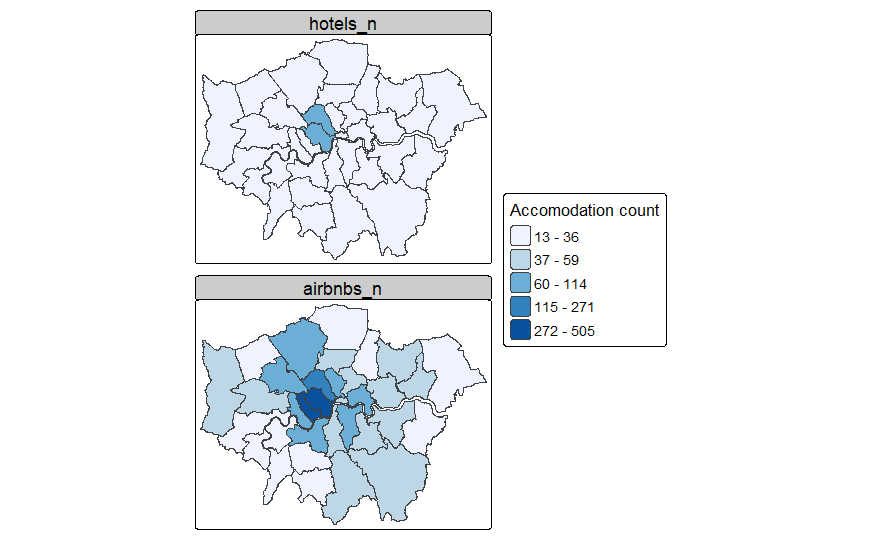 hotels_n
Accomodation count
13 - 36
37 - 59
60 - 114
115 - 271
272 - 505
airbnbs_n